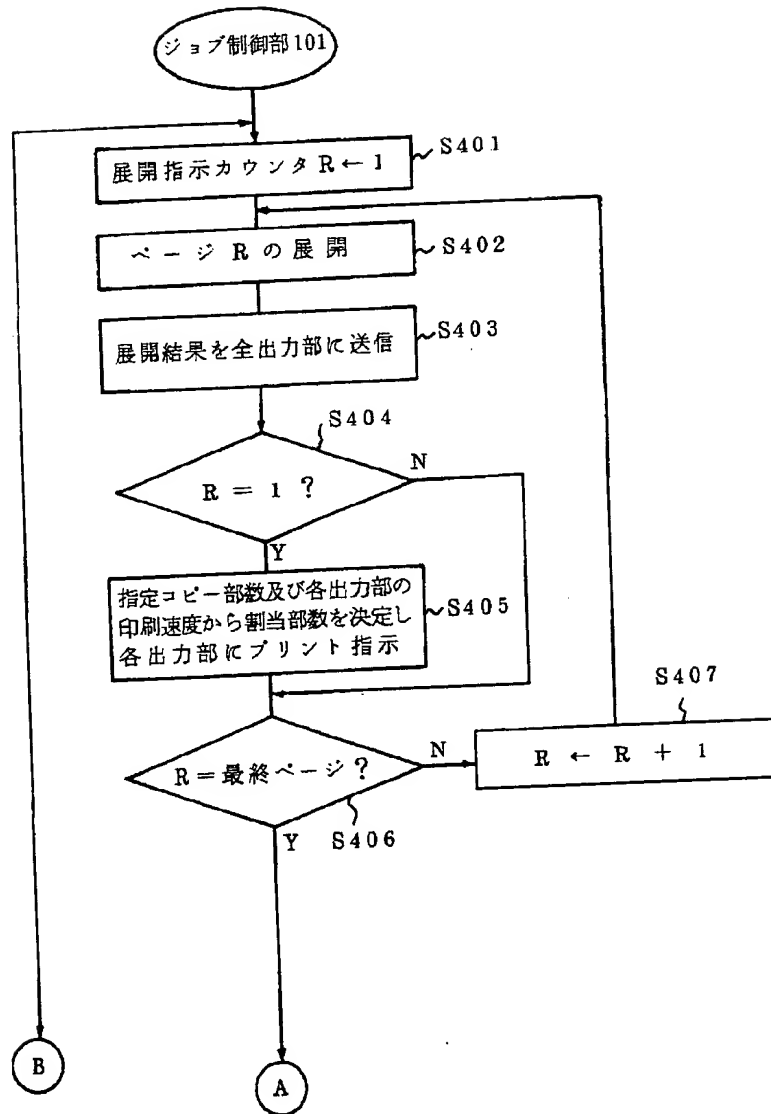 ジョブ制御部101
展開指示カウンタR←1
S401
ページRの展開
S402
展開結果を全出力部に送信
S403
S404
R=1?
N
Y
指定コピー部数及び各出力部の
印刷速度から割当部数を決定し
各出力部にプリント指示
S405
S407
R=最終ページ?
N
R ← R + 1
Y
S406
B
A